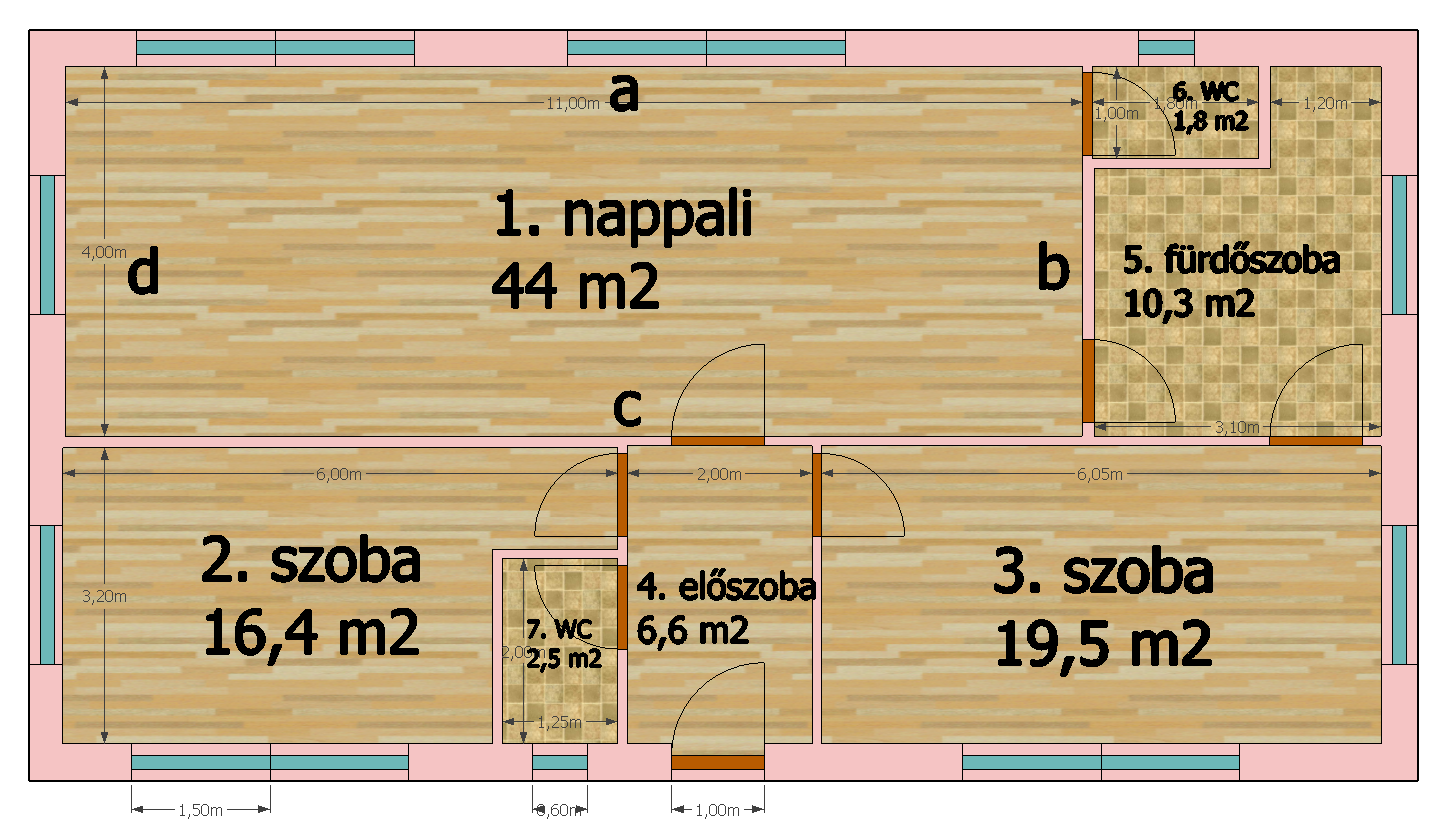 a
11,00m
6. WC
1,80m
1,8 m2
1,00m
1,20m
1. nappali
44 m2
4,00m
d
b
5. fürdőszoba
10,3 m2
c
3,10m
6,00m
2,00m
6,05m
2. szoba
16,4 m2
3,20m
4. előszoba
6,6 m2
3. szoba
19,5 m2
7. WC
2,00m
2,5 m2
1,25m
1,50m
0,60m
1,00m